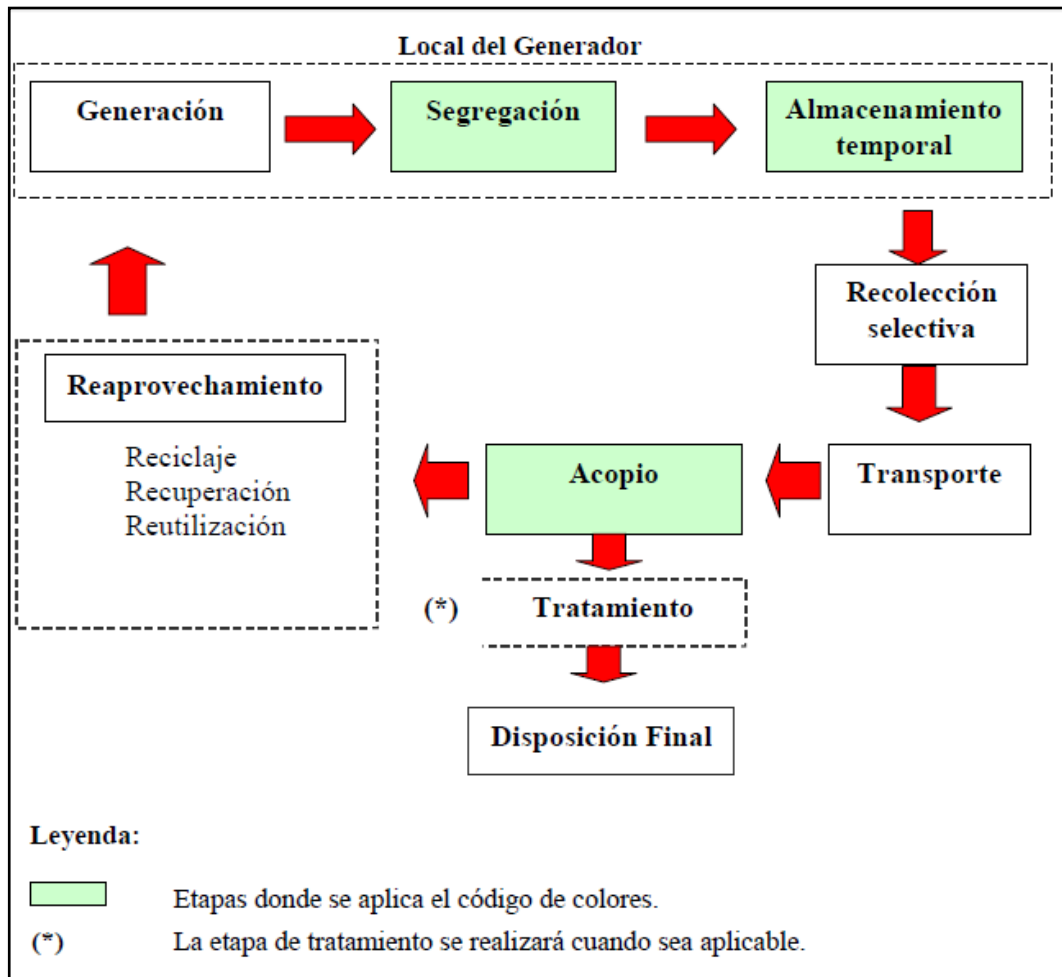 Local del Generador
Generación
Segregación
Almacenamiento
temporal
Recolección
selectiva
Reaprovechamiento
Reciclaje
Recuperación
Reutilización
Acopio
Transporte
(*)
Tratamiento
Disposición Final
Leyenda:
Etapas donde se aplica el código de colores.
(*) La etapa de tratamiento se realizará cuando sea aplicable.